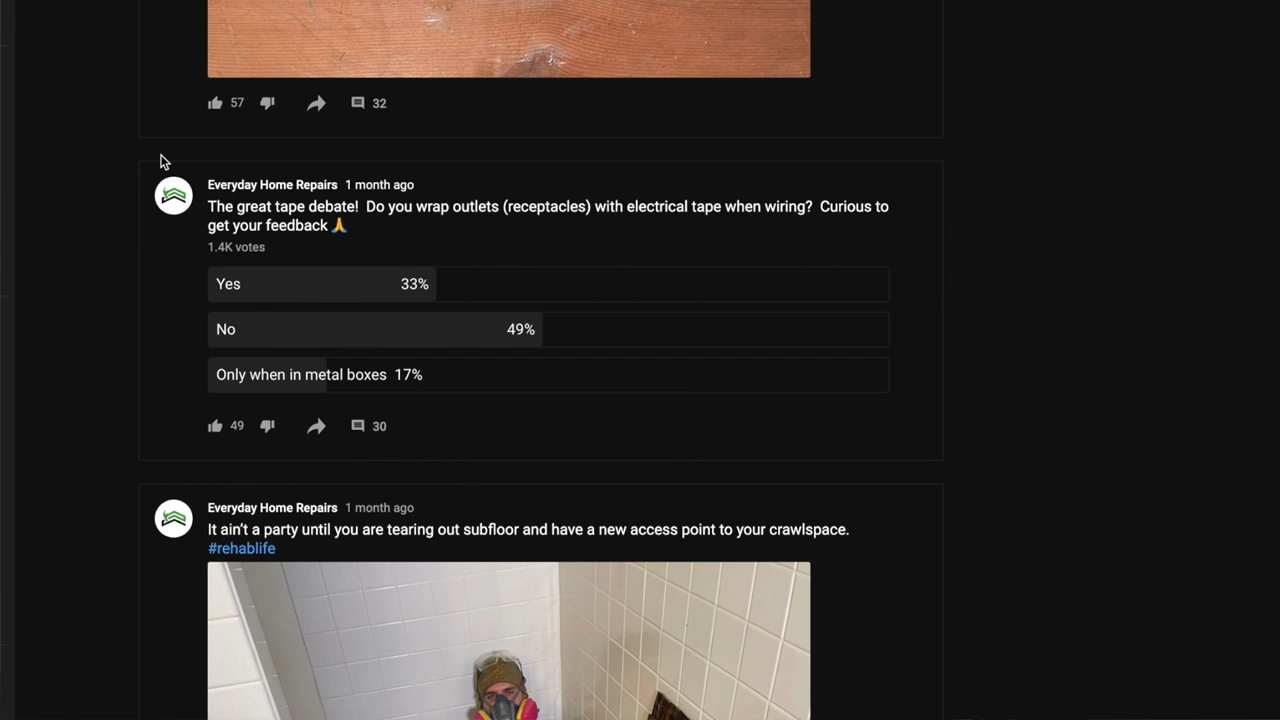 57 32
Everyday Home Repairs 1 month ago
The great tape debate! Do you wrap outlets (receptacles) with electrical tape when wiring? Curious to
get your feedback 🙏
1.4K votes
Yes 33%
No 49%
Only when in metal boxes 17%
49 30
Everyday Home Repairs 1 month ago
It ain't a party until you are tearing out subfloor and have a new access point to your crawlspace.
#rehablife